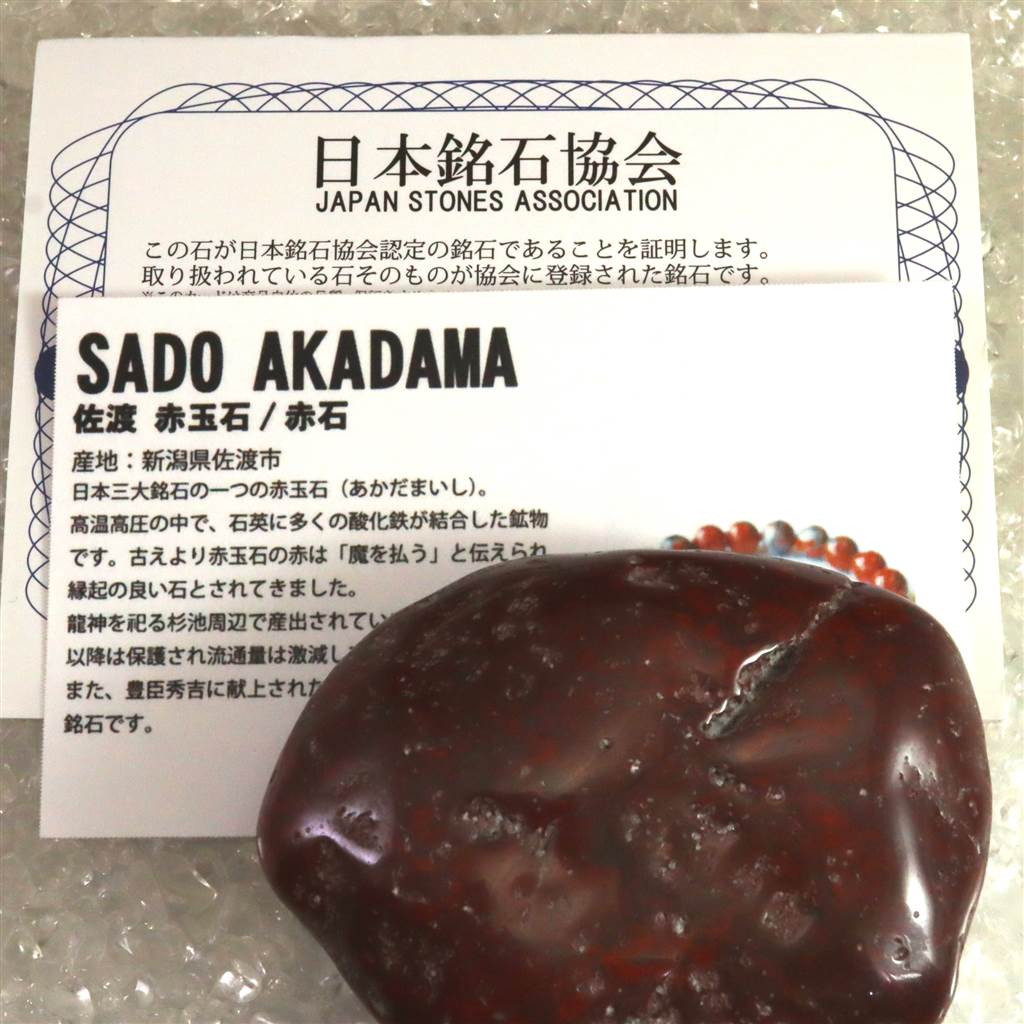 日本銘石協会
JAPAN STONES ASSOCIATION
この石が日本銘石協会認定の銘石であることを証明します。
取り扱われている石そのものが協会に登録された銘石です。
SADO AKADAMA
佐渡 赤玉石 / 赤石
産地：新潟県佐渡市
日本三大銘石の一つの赤玉石（あかだまいし）。
高温高圧の中で、石英に多くの酸化鉄が結合した鉱物
です。古えより赤玉石の赤は「魔を払う」と伝えられ
縁起の良い石とされてきました。
龍神を祀る杉池周辺で産出されてい
以降は保護され流通量は激減し
また、豊臣秀吉に献上された
銘石です。